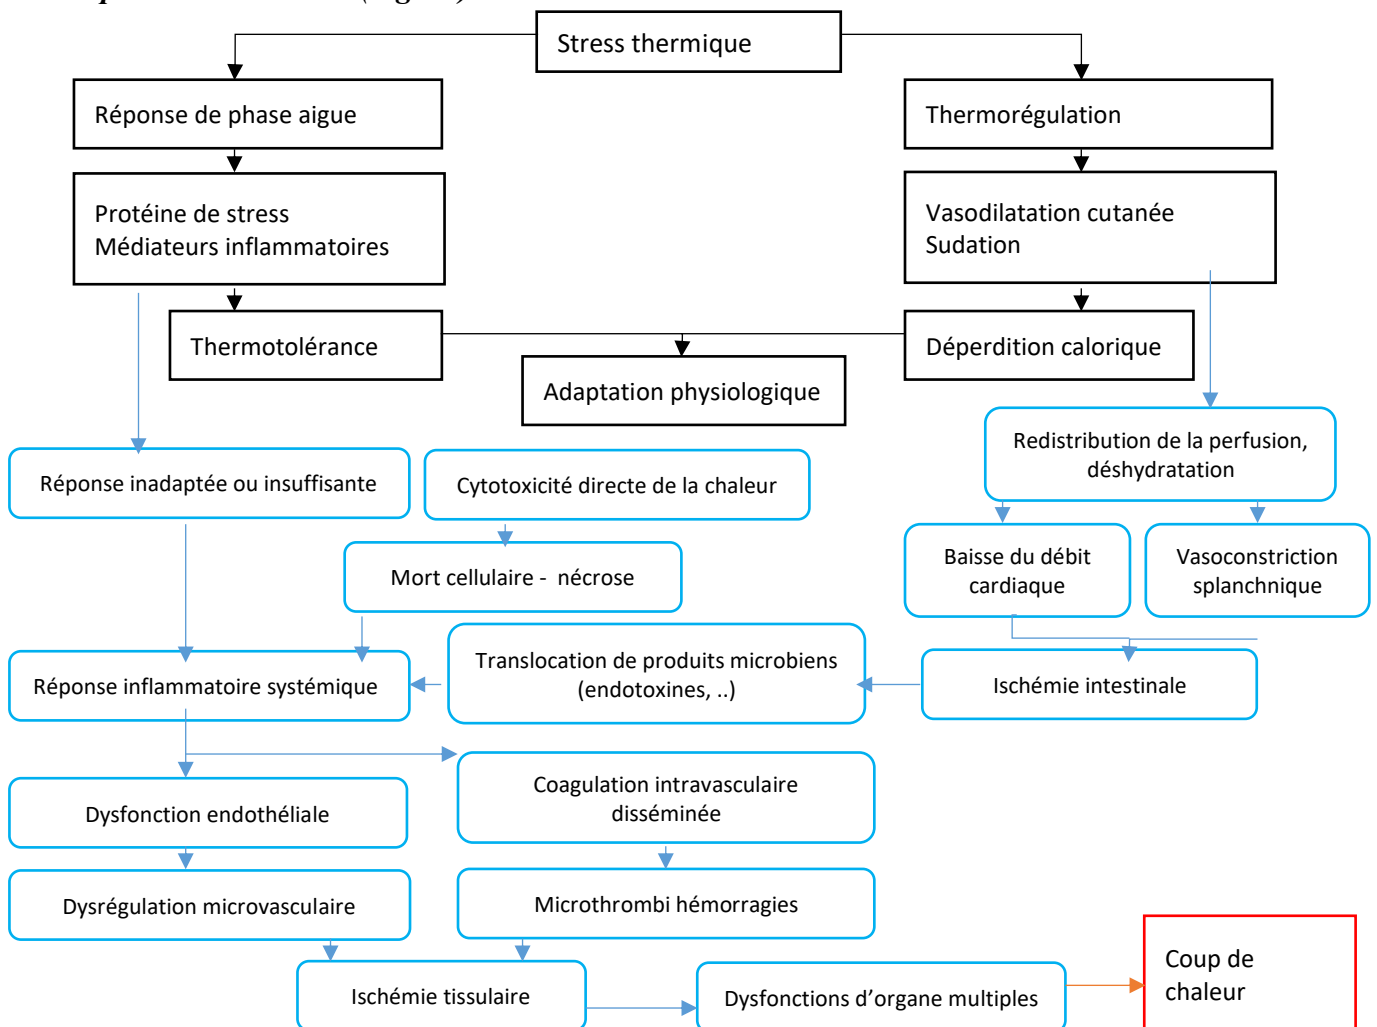 Stress thermique
Réponse de phase aigue
Thermorégulation
Protéine de stress
Médiateurs inflammatoires
Vasodilatation cutanée
Sudation
Thermotolérance
Déperdition calorique
Adaptation physiologique
Redistribution de la perfusion,
déshydratation
Réponse inadaptée ou insuffisante
Cytotoxicité directe de la chaleur
Baisse du débit
cardiaque
Vasoconstriction
splanchnique
Mort cellulaire - nécrose
Translocation de produits microbiens
(endotoxines, ..)
Réponse inflammatoire systémique
Ischémie intestinale
Coagulation intravasculaire
disséminée
Dysfonction endothéliale
Dysrégulation microvasculaire
Microthrombi hémorragies
Coup de
chaleur
Ischémie tissulaire
Dysfonctions d’organe multiples